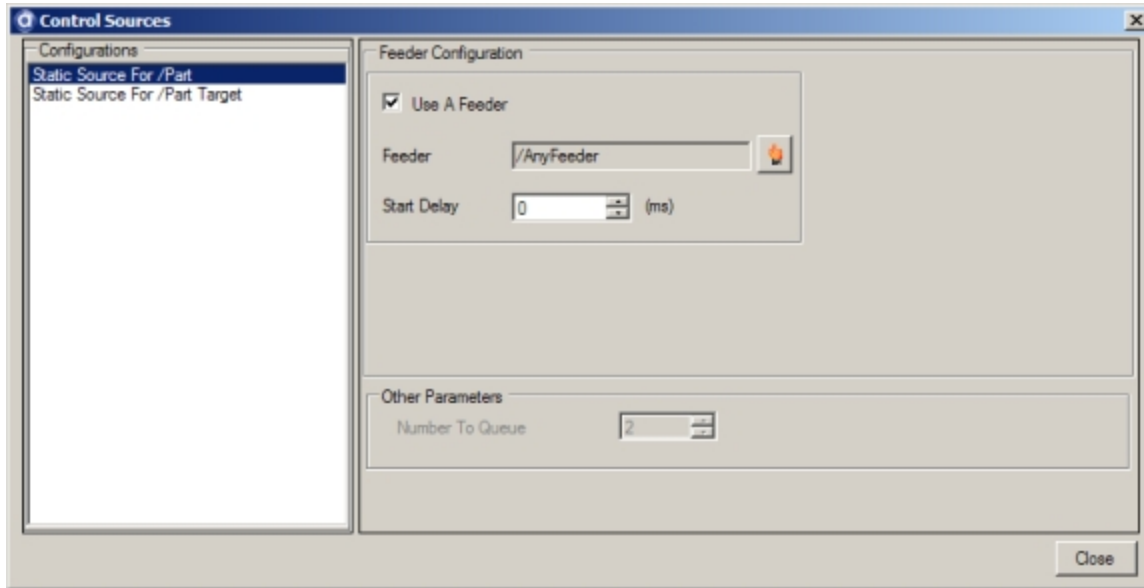 Control Sources
Configurations
Static Source For /Part
Static Source For /Part Target
Feeder Configuration
Use A Feeder
Feeder /AnyFeeder
Start Delay 0 (ms)
Other Parameters
Number To Queue 2
Close